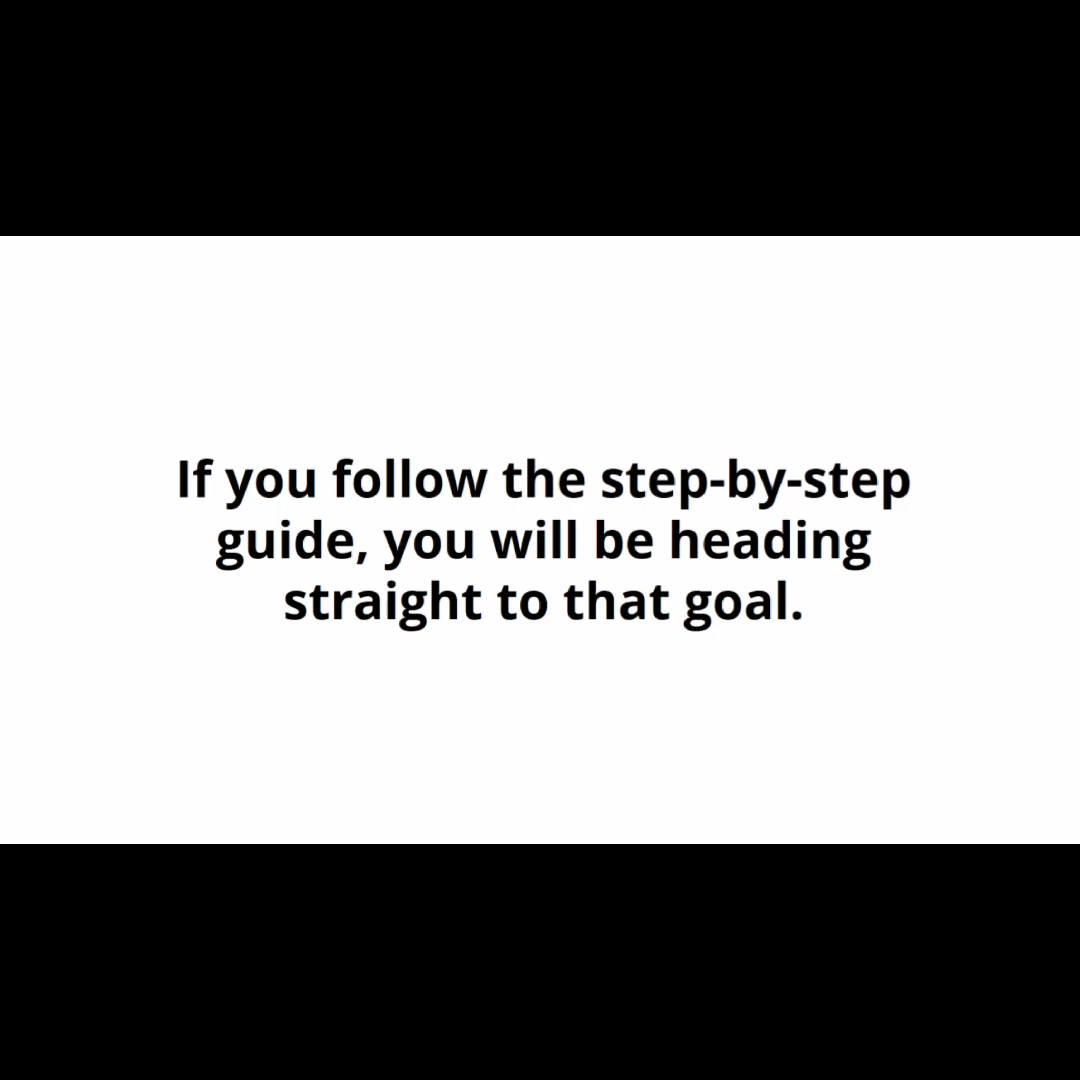 If you follow the step-by-step
guide, you will be heading
straight to that goal.